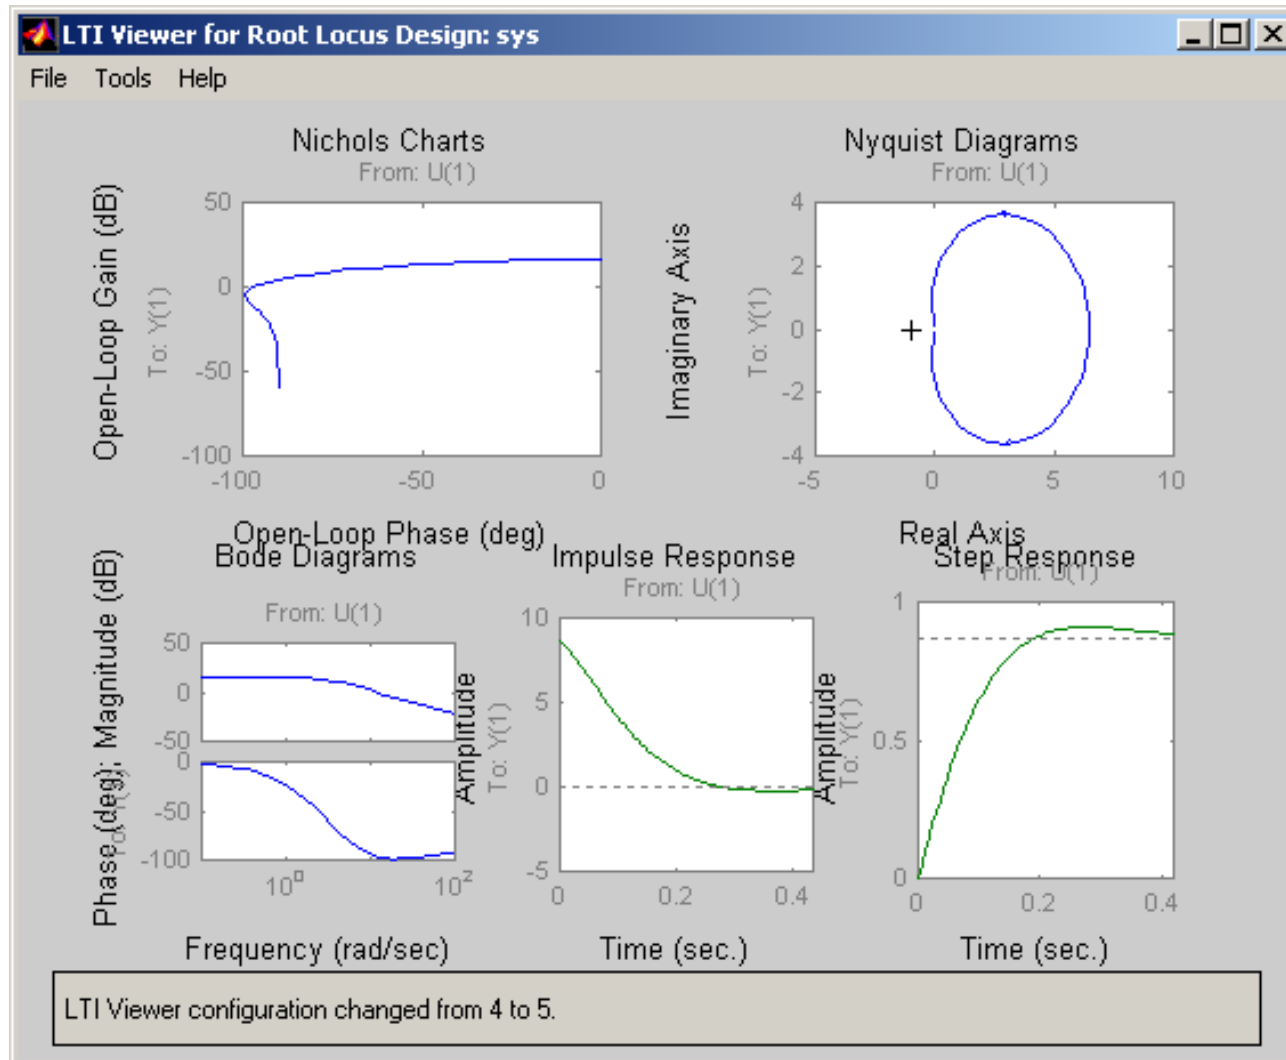 LTI Viewer for Root Locus Design: sys
File Tools Help
Nichols Charts
From: U(1)
Open-Loop Gain (dB)
To: Y(1)
50
0
-50
-100
-100 -50 0
Open-Loop Phase (deg)
Nyquist Diagrams
From: U(1)
Imaginary Axis
To: Y(1)
4
2
0
-2
-4
-5 0 5 10
Real Axis
Bode Diagrams
From: U(1)
Phase (deg); Magnitude (dB)
To: Y(1)
50
0
-50
0
-50
-100
10⁰ 10²
Frequency (rad/sec)
Impulse Response
From: U(1)
Amplitude
To: Y(1)
10
5
0
-5
0 0.2 0.4
Time (sec.)
Step Response
From: U(1)
Amplitude
To: Y(1)
1
0.5
0
0 0.2 0.4
Time (sec.)
LTI Viewer configuration changed from 4 to 5.